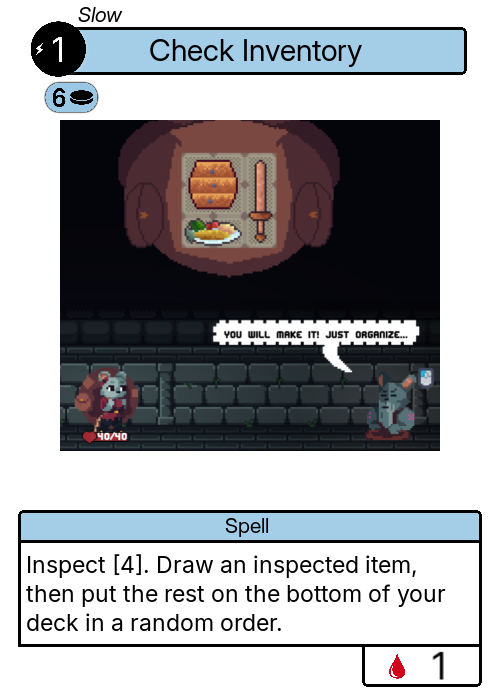 Slow
1
Check Inventory
6
YOU WILL MAKE IT! JUST ORGANIZE...
40/40
Spell
Inspect [4]. Draw an inspected item,
then put the rest on the bottom of your
deck in a random order.
1